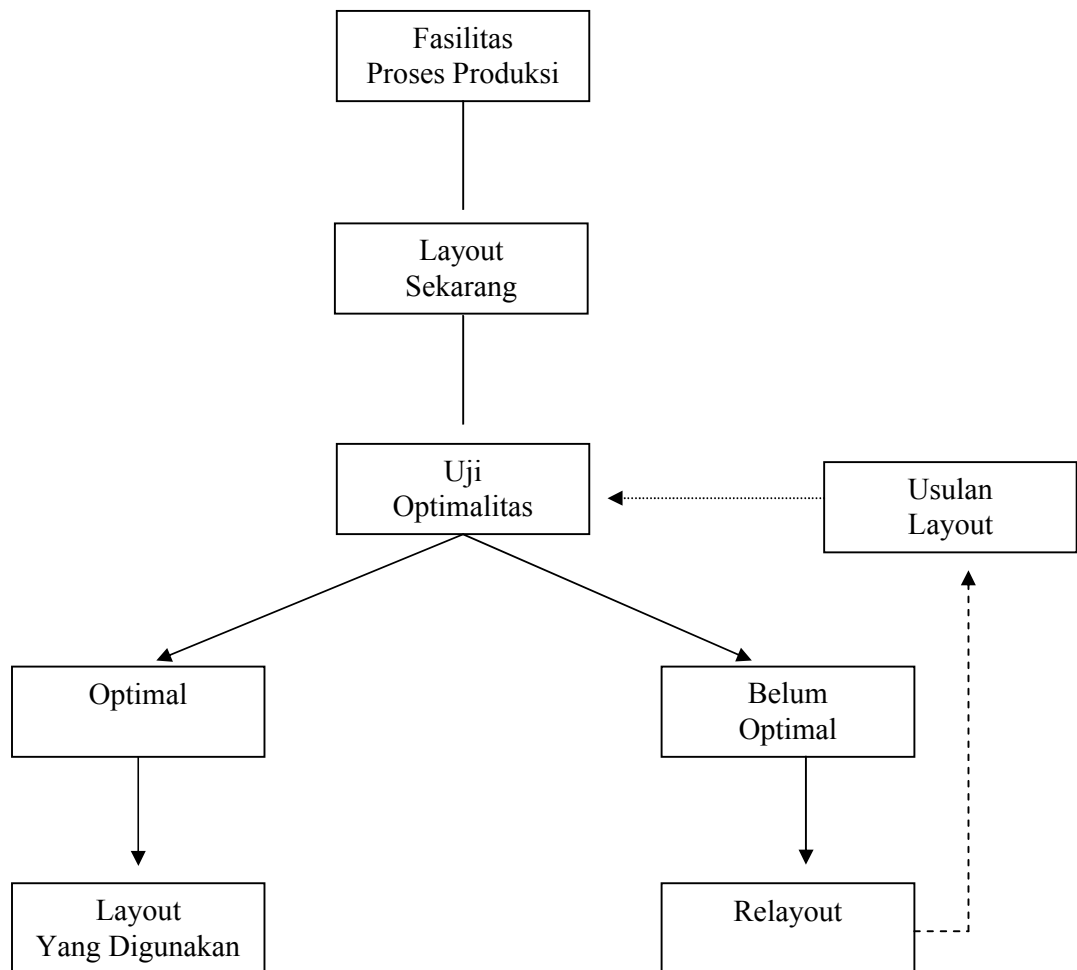 Fasilitas
Proses Produksi
Layout
Sekarang
Uji
Optimalitas
Usulan
Layout
Optimal
Belum
Optimal
Layout
Yang Digunakan
Relayout